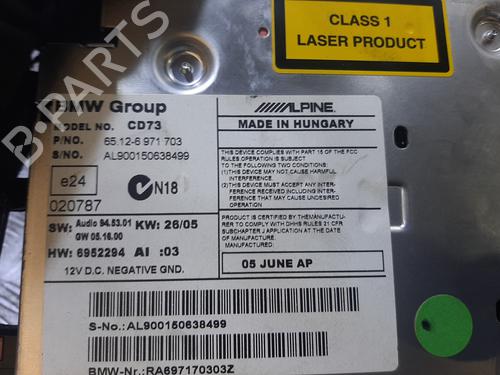 CLASS 1
LASER PRODUCT
BMW Group
ALPINE
MODEL NO. CD73
MADE IN HUNGARY
P/NO. 65.12-6 971 703
S/NO. AL900150638499
THIS DEVICE COMPLIES WITH PART 15 OF THE FCC
RULES OPERATION IS SUBJECT TO THE FOLLOWING
TWO CONDITIONS:
(1) THIS DEVICE MAY NOT CAUSE HARMFUL
INTERFERENCE, AND
(2) THIS DEVICE MUST ACCEPT ANY INTER-
FERENCE RECEIVED INCLUDING
INTERFERENCE THAT MAY CAUSE UNDESIRED
OPERATION
e24
N18
020787
SW: Audio 94.53.01 KW: 26/05
GW 05.16.00
HW: 6952294 AI :03
12V D.C. NEGATIVE GND.
PRODUCT IS CERTIFIED BY THEMANUFACTU-
RER TO COMPLY WITH DHHS RULES 21 CFR
SUBCHAPTER J APPLICATION AT THE DATE OF
MANUFACTURE.
MANUFACTURED:
05 JUNE AP
S-No.:AL900150638499
BMW-Nr.:RA697170303Z
B-PARTS